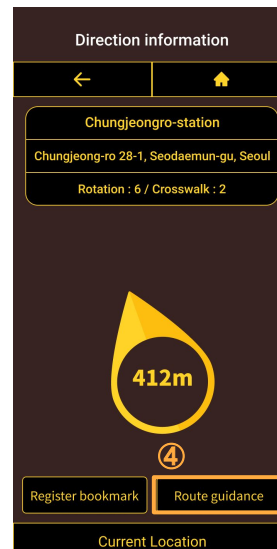 Direction information
Chungjeongro-station
Chungjeong-ro 28-1, Seodaemun-gu, Seoul
Rotation : 6 / Crosswalk : 2
412m
④
Register bookmark
Route guidance
Current Location